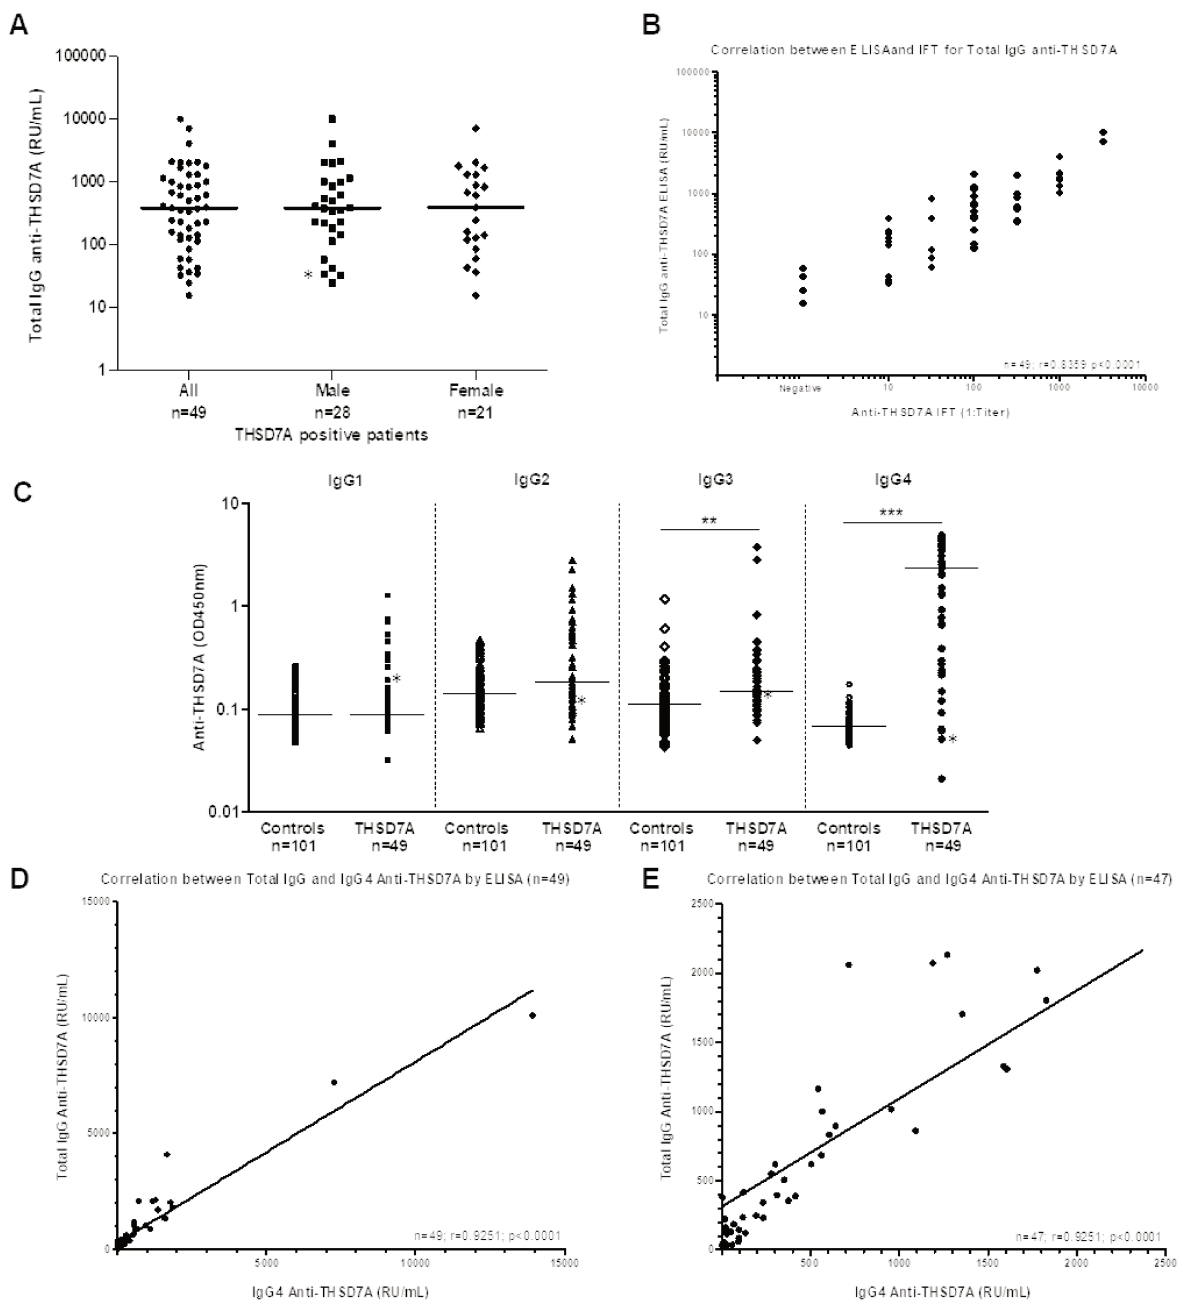 A
100000
10000
1000
100
10
1
Total IgG anti-THSD7A (RU/mL)
*
All
n=49
Male
n=28
Female
n=21
THSD7A positive patients
B
Correlation between ELISAand IFT for Total IgG anti-THSD7A
100000
10000
1000
100
10
Total IgG anti-THSD7A ELISA (RU/mL)
n=49; r=0.8359 p<0.0001
Negative 10 100 1000 10000
Anti-THSD7A IFT (1:Titer)
C
IgG1 IgG2 IgG3 IgG4
10
1
0.1
0.01
Anti-THSD7A (OD450nm)
** ***
* * * *
Controls THSD7A Controls THSD7A Controls THSD7A Controls THSD7A
n=101 n=49 n=101 n=49 n=101 n=49 n=101 n=49
D
Correlation between Total IgG and IgG4 Anti-THSD7A by ELISA (n=49)
15000
10000
5000
0
Total IgG Anti-THSD7A (RU/mL)
n=49; r=0.9251; p<0.0001
5000 10000 15000
IgG4 Anti-THSD7A (RU/mL)
E
Correlation between Total IgG and IgG4 Anti-THSD7A by ELISA (n=47)
2500
2000
1500
1000
500
0
Total IgG Anti-THSD7A (RU/mL)
n=47; r=0.9251; p<0.0001
0 500 1000 1500 2000 2500
IgG4 Anti-THSD7A (RU/mL)